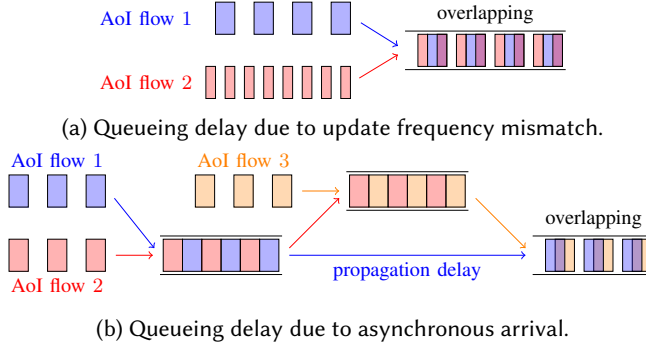 AoI flow 1
overlapping
AoI flow 2
(a) Queueing delay due to update frequency mismatch.
AoI flow 1
AoI flow 3
overlapping
propagation delay
AoI flow 2
(b) Queueing delay due to asynchronous arrival.